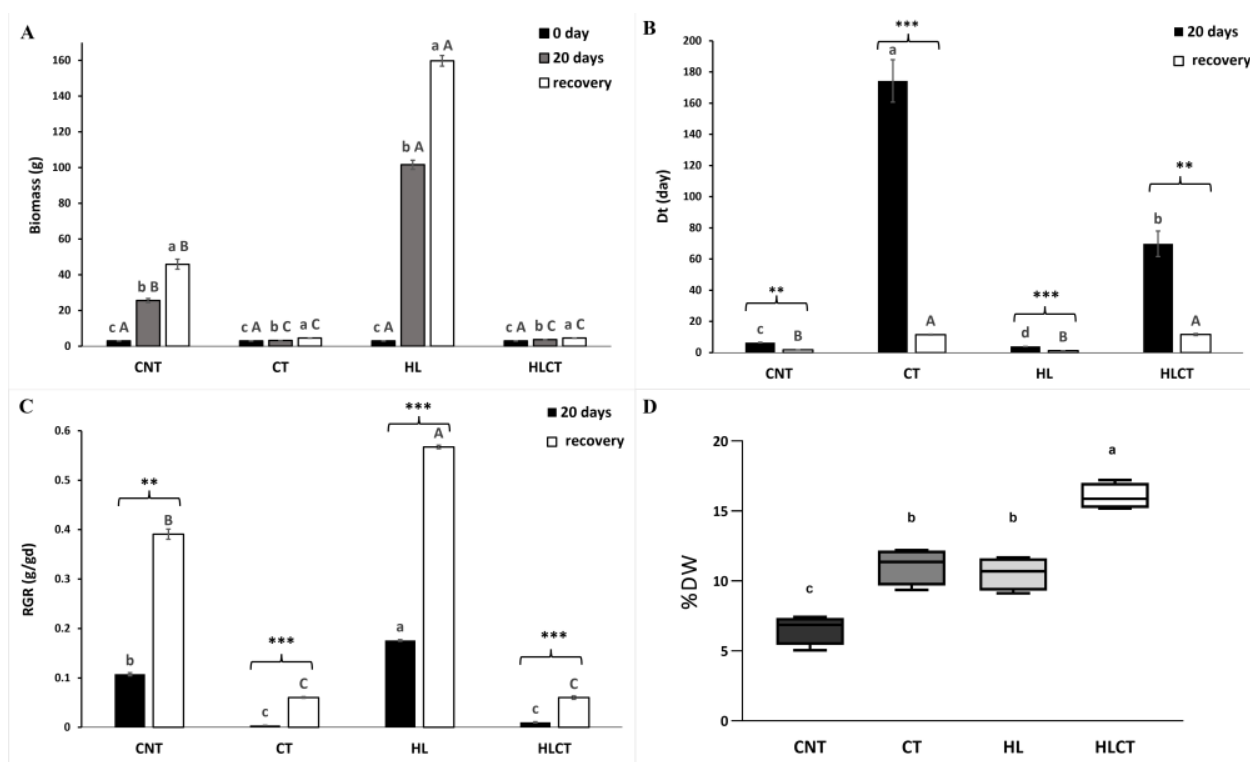 A
0 day
20 days
recovery
Biomass (g)
160
140
120
100
80
60
40
20
0
c A
b B
a B
c A
b C
a C
c A
b A
a A
c A
b C
a C
CNT
CT
HL
HLCT
B
20 days
recovery
Dt (day)
200
180
160
140
120
100
80
60
40
20
0
**
c
B
***
a
A
***
d
B
**
b
A
CNT
CT
HL
HLCT
C
20 days
recovery
RGR (g/gd)
0.6
0.5
0.4
0.3
0.2
0.1
0
**
b
B
***
c
C
***
a
A
***
c
C
CNT
CT
HL
HLCT
D
%DW
20
15
10
5
0
c
b
b
a
CNT
CT
HL
HLCT